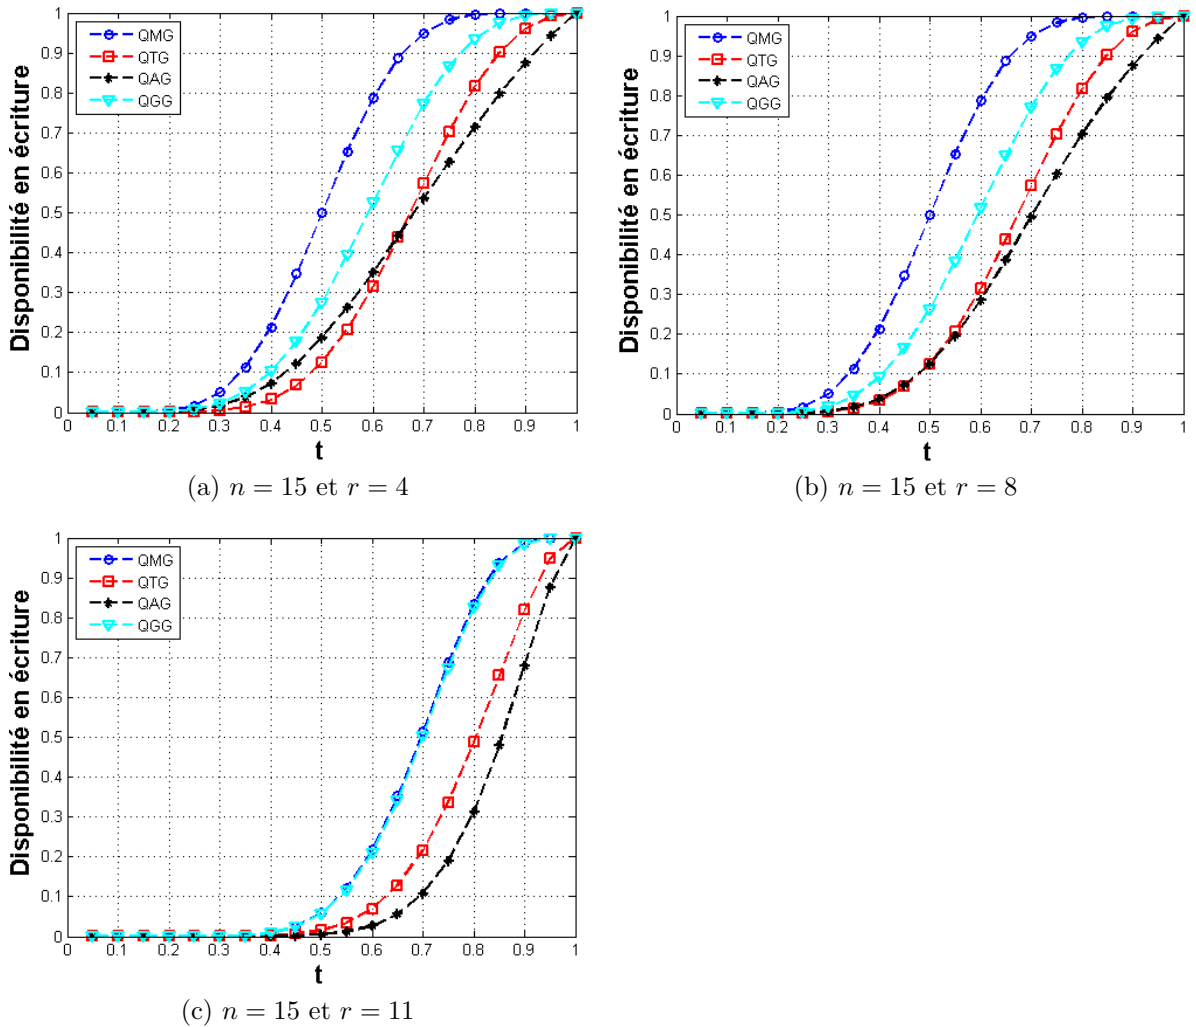 1
0.9
0.8
0.7
0.6
0.5
0.4
0.3
0.2
0.1
0
Disponibilité en écriture
QMG
QTG
QAG
QGG
0 0.1 0.2 0.3 0.4 0.5 0.6 0.7 0.8 0.9 1
t
(a) n = 15 et r = 4
1
0.9
0.8
0.7
0.6
0.5
0.4
0.3
0.2
0.1
0
Disponibilité en écriture
QMG
QTG
QAG
QGG
0 0.1 0.2 0.3 0.4 0.5 0.6 0.7 0.8 0.9 1
t
(b) n = 15 et r = 8
1
0.9
0.8
0.7
0.6
0.5
0.4
0.3
0.2
0.1
0
Disponibilité en écriture
QMG
QTG
QAG
QGG
0 0.1 0.2 0.3 0.4 0.5 0.6 0.7 0.8 0.9 1
t
(c) n = 15 et r = 11